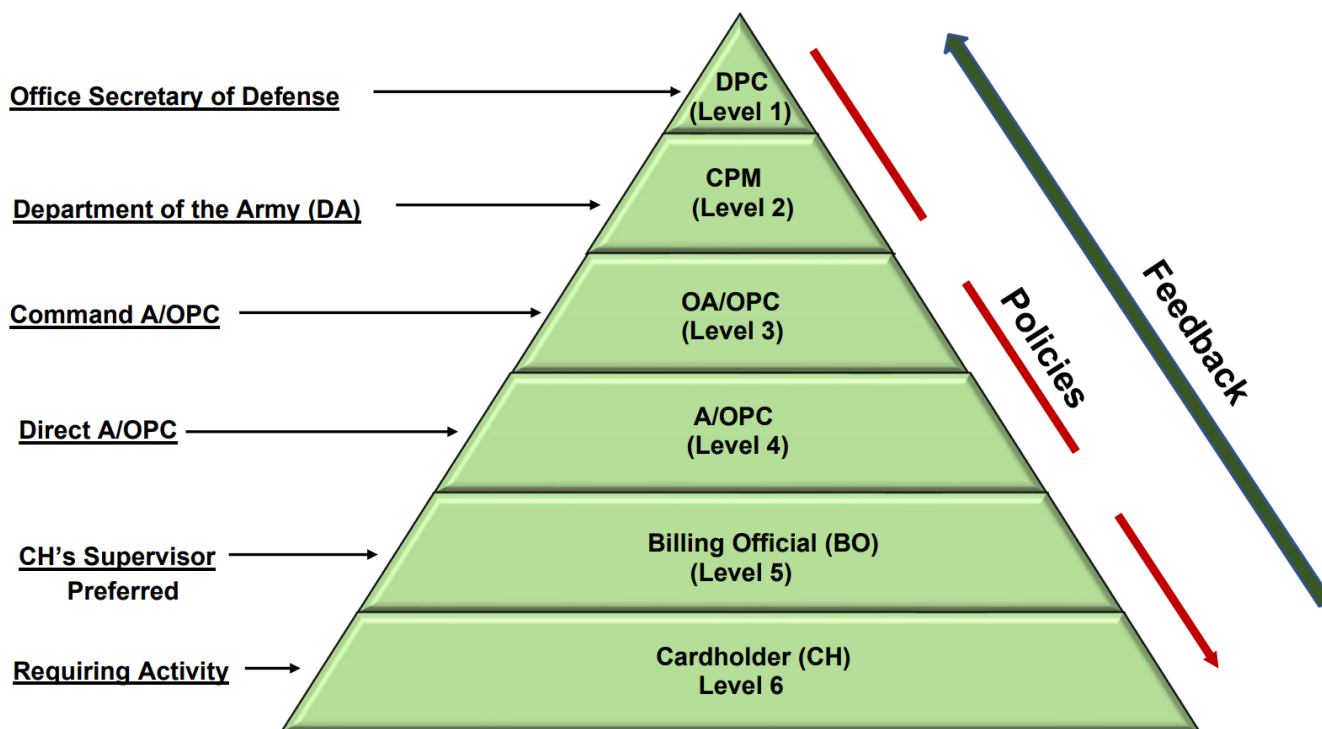 Office Secretary of Defense
DPC
(Level 1)
Department of the Army (DA)
CPM
(Level 2)
Command A/OPC
OA/OPC
(Level 3)
Direct A/OPC
A/OPC
(Level 4)
CH's Supervisor
Preferred
Billing Official (BO)
(Level 5)
Requiring Activity
Cardholder (CH)
Level 6
Policies
Feedback